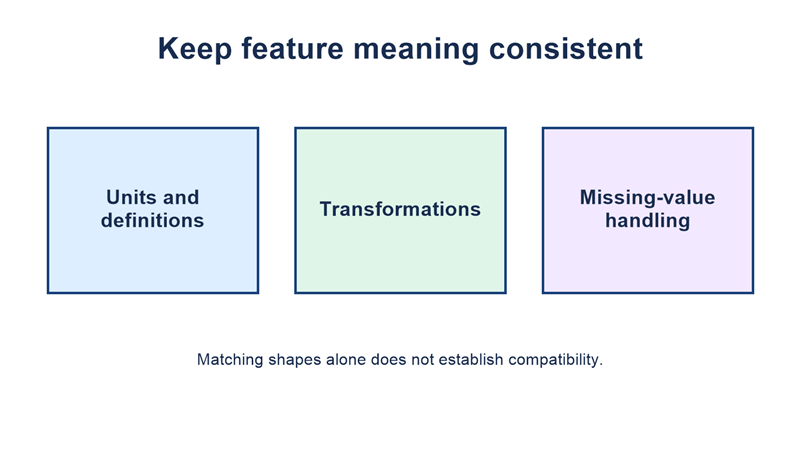 Keep feature meaning consistent
Units and
definitions
Transformations
Missing-value
handling
Matching shapes alone does not establish compatibility.